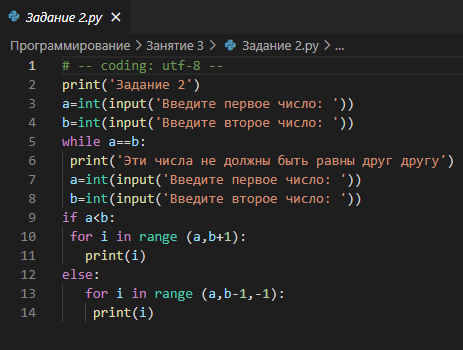 Задание 2.py ×
Программирование > Занятие 3 > Задание 2.py > ...
1 # -- coding: utf-8 --
2 print('Задание 2')
3 a=int(input('Введите первое число: '))
4 b=int(input('Введите второе число: '))
5 while a==b:
6  print('Эти числа не должны быть равны друг другу')
7  a=int(input('Введите первое число: '))
8  b=int(input('Введите второе число: '))
9 if a<b:
10  for i in range (a,b+1):
11    print(i)
12 else:
13    for i in range (a,b-1,-1):
14     print(i)